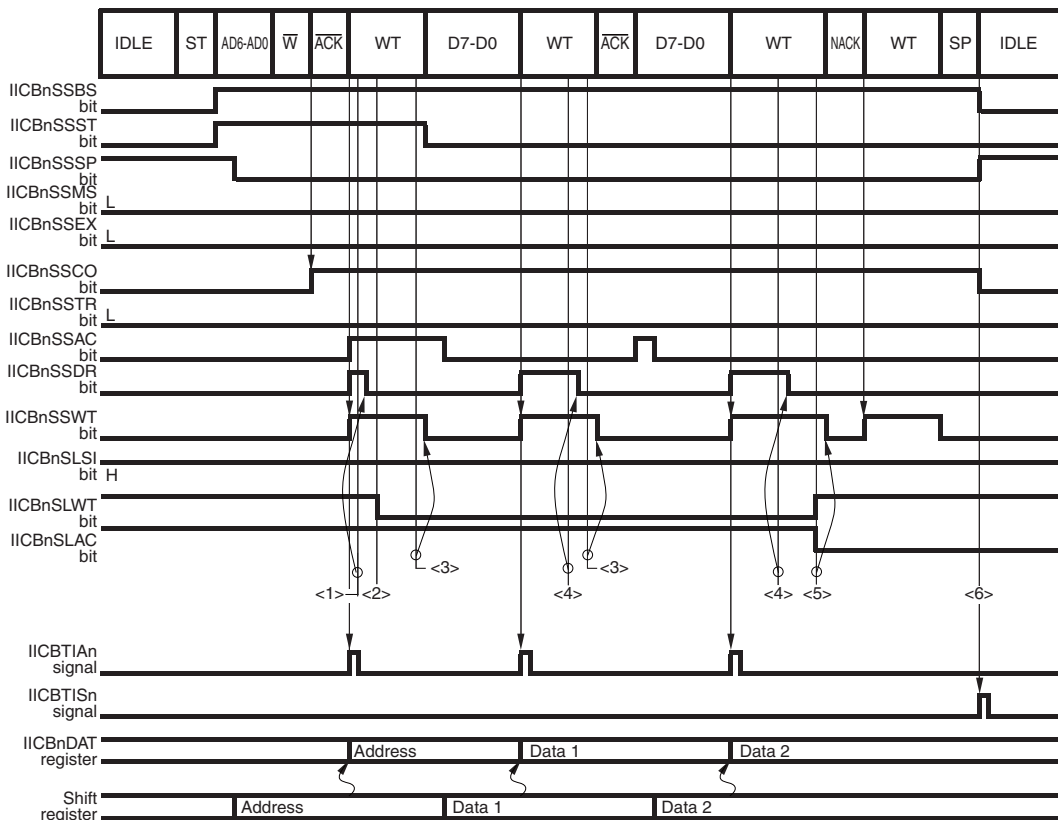 IDLE ST AD6-AD0 W ACK WT D7-D0 WT ACK D7-D0 WT NACK WT SP IDLE
IICBnSSBS
bit
IICBnSSST
bit
IICBnSSSP
bit
IICBnSSMS
bit L
IICBnSSEX
bit L
IICBnSSCO
bit
IICBnSSTR
bit L
IICBnSSAC
bit
IICBnSSDR
bit
IICBnSSWT
bit
IICBnSLSI
bit H
IICBnSLWT
bit
IICBnSLAC
bit
<3> <3>
<1> <2> <4> <4> <5> <6>
IICBTIAn
signal
IICBTISn
signal
IICBnDAT
register
Address Data 1 Data 2
Shift
register
Address Data 1 Data 2